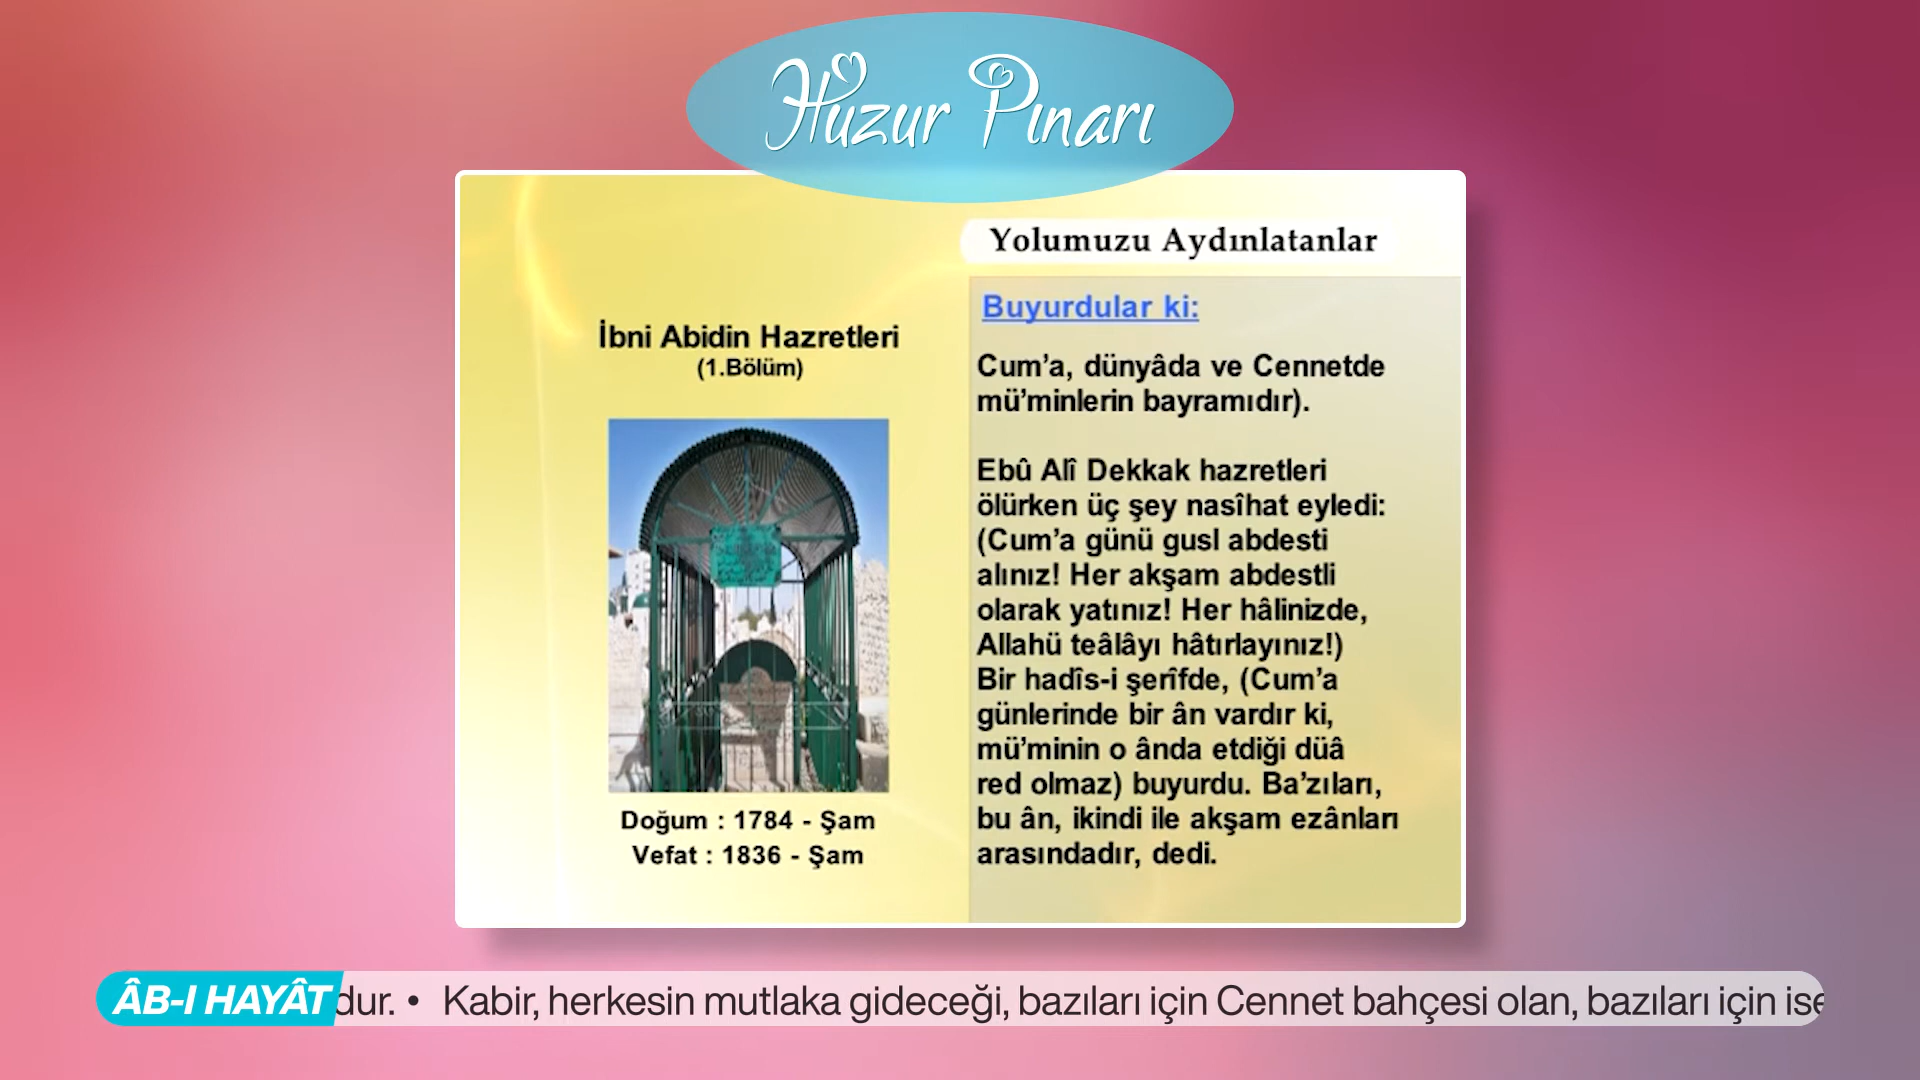 Huzur Pınarı
Yolumuzu Aydınlatanlar
İbni Abidin Hazretleri
(1.Bölüm)
Doğum : 1784 - Şam
Vefat : 1836 - Şam
Buyurdular ki:
Cum’a, dünyâda ve Cennetde
mü’minlerin bayramıdır).
Ebû Alî Dekkak hazretleri
ölürken üç şey nasîhat eyledi:
(Cum’a günü gusl abdesti
alınız! Her akşam abdestli
olarak yatınız! Her hâlinizde,
Allahü teâlâyı hâtırlayınız!)
Bir hadîs-i şerîfde, (Cum’a
günlerinde bir ân vardır ki,
mü’minin o ânda etdiği düâ
red olmaz) buyurdu. Ba’zıları,
bu ân, ikindi ile akşam ezânları
arasındadır, dedi.
ÂB-I HAYÂT
dur. • Kabir, herkesin mutlaka gideceği, bazıları için Cennet bahçesi olan, bazıları için ise